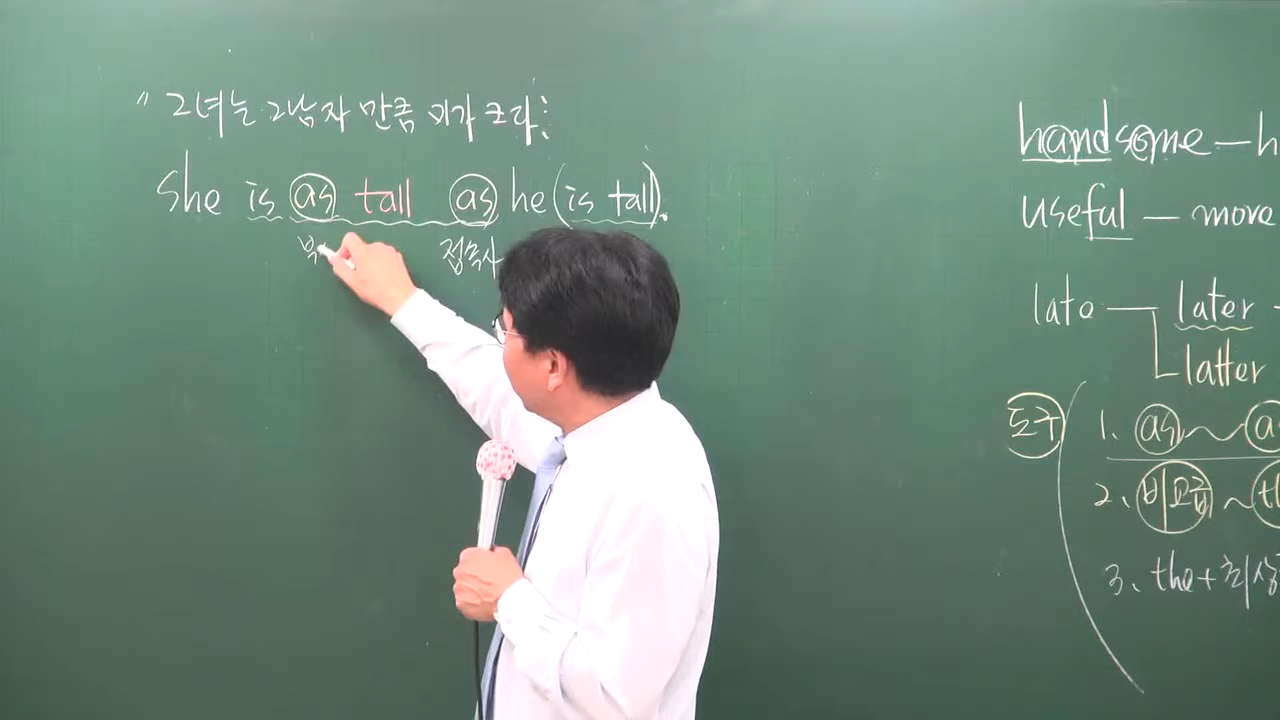 " 그녀는 그남자 만큼 키가 크다
She is as tall as he (is tall).
접속사
handsome — h
useful — more
late — later
latter
도구
1. as ~ a
2. 비교급 ~ th
3. the + 최상